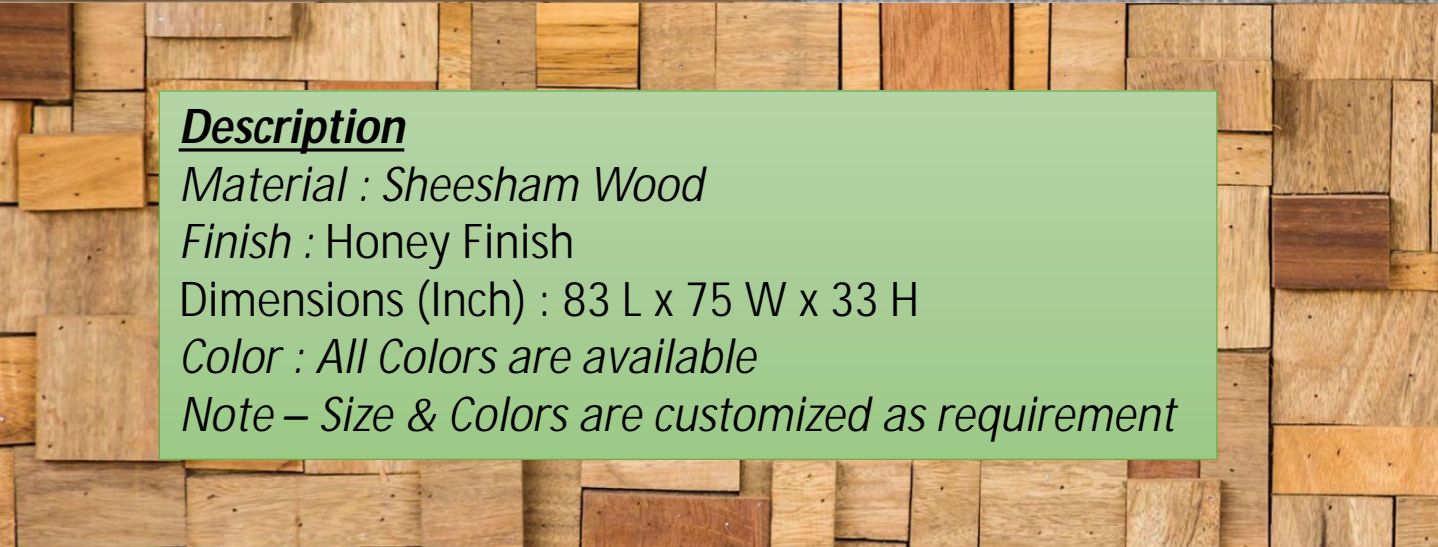 Description
Material : Sheesham Wood
Finish : Honey Finish
Dimensions (Inch) : 83 L x 75 W x 33 H
Color : All Colors are available
Note – Size & Colors are customized as requirement